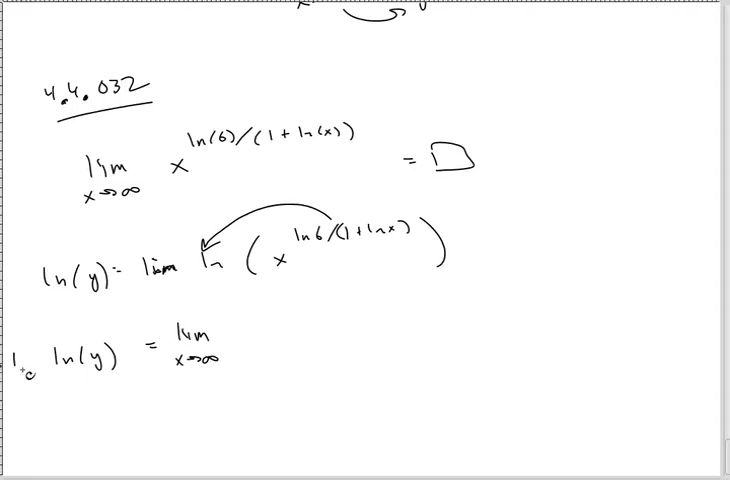 4.4.032
lim x→∞ x^(ln(6)/(1+ln(x))) =
ln(y) = lim ln (x^(ln6/(1+lnx)))
ln(y) = lim x→∞